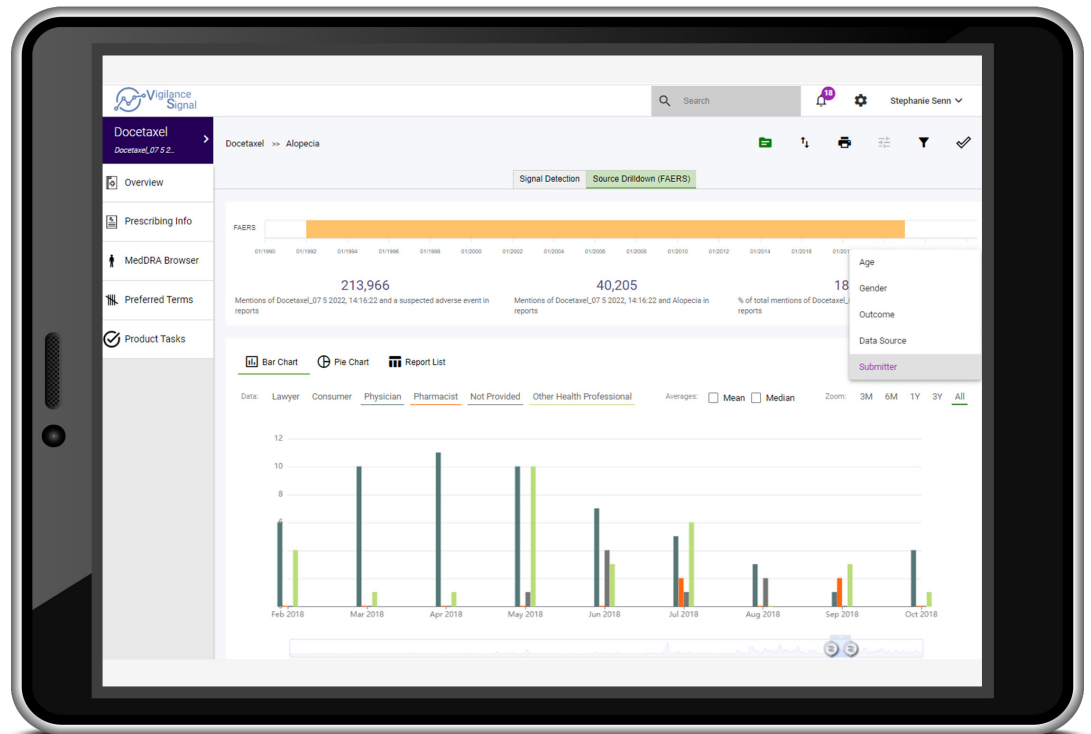 Vigilance
Signal
Search
18
Stephanie Senn
Docetaxel
Docetaxel_07 5 2...
Docetaxel >> Alopecia
Overview
Prescribing Info
MedDRA Browser
Preferred Terms
Product Tasks
Signal Detection Source Drilldown (FAERS)
FAERS
01/1990 01/1992 01/1994 01/1996 01/1998 01/2000 01/2002 01/2004 01/2006 01/2008 01/2010 01/2012 01/2014 01/2016
213,966
Mentions of Docetaxel_07 5 2022, 14:16:22 and a suspected adverse event in
reports
40,205
Mentions of Docetaxel_07 5 2022, 14:16:22 and Alopecia in
reports
18
% of total mentions of Docetaxel_
reports
Age
Gender
Outcome
Data Source
Submitter
Bar Chart Pie Chart Report List
Data: Lawyer Consumer Physician Pharmacist Not Provided Other Health Professional Averages: Mean Median Zoom: 3M 6M 1Y 3Y All
12
10
8
6
Feb 2018 Mar 2018 Apr 2018 May 2018 Jun 2018 Jul 2018 Aug 2018 Sep 2018 Oct 2018